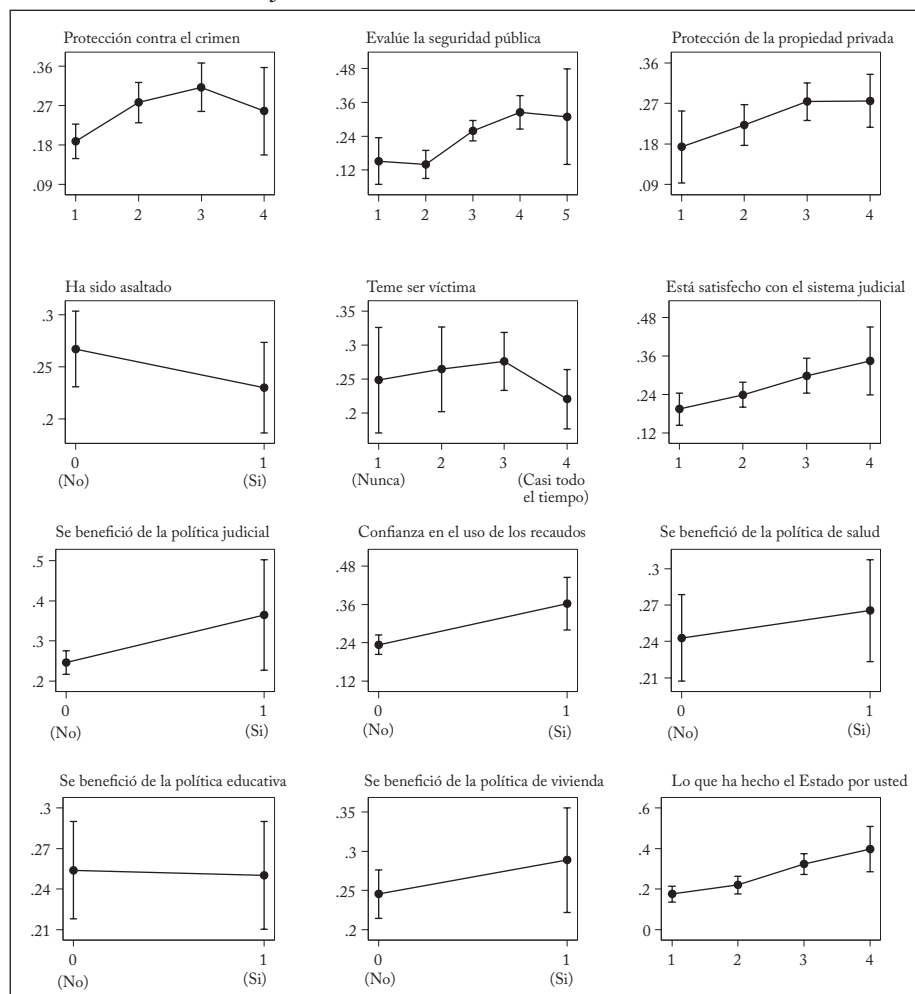 Protección contra el crimen
.36
.27
.18
.09
1 2 3 4
Evalúe la seguridad pública
.48
.36
.24
.12
1 2 3 4 5
Protección de la propiedad privada
.36
.27
.18
.09
1 2 3 4
Ha sido asaltado
.3
.25
.2
0 1
(No) (Si)
Teme ser víctima
.35
.3
.25
.2
1 2 3 4
(Nunca) (Casi todo
el tiempo)
Está satisfecho con el sistema judicial
.48
.36
.24
.12
1 2 3 4
Se benefició de la política judicial
.5
.4
.3
.2
0 1
(No) (Si)
Confianza en el uso de los recaudos
.48
.36
.24
.12
0 1
(No) (Si)
Se benefició de la política de salud
.3
.27
.24
.21
0 1
(No) (Si)
Se benefició de la política educativa
.3
.27
.24
.21
0 1
(No) (Si)
Se benefició de la política de vivienda
.35
.3
.25
.2
0 1
(No) (Si)
Lo que ha hecho el Estado por usted
.6
.4
.2
0
1 2 3 4